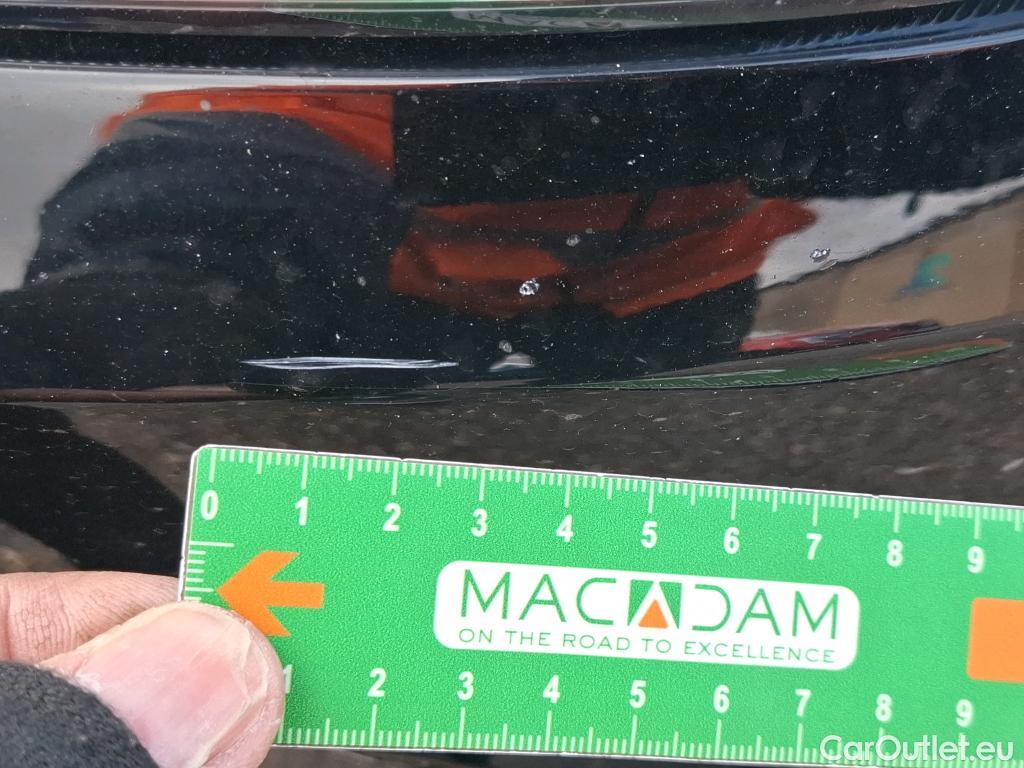 0 1 2 3 4 5 6 7 8 9
MACADAM
ON THE ROAD TO EXCELLENCE
1 2 3 4 5 6 7 8 9
CarOutlet.eu